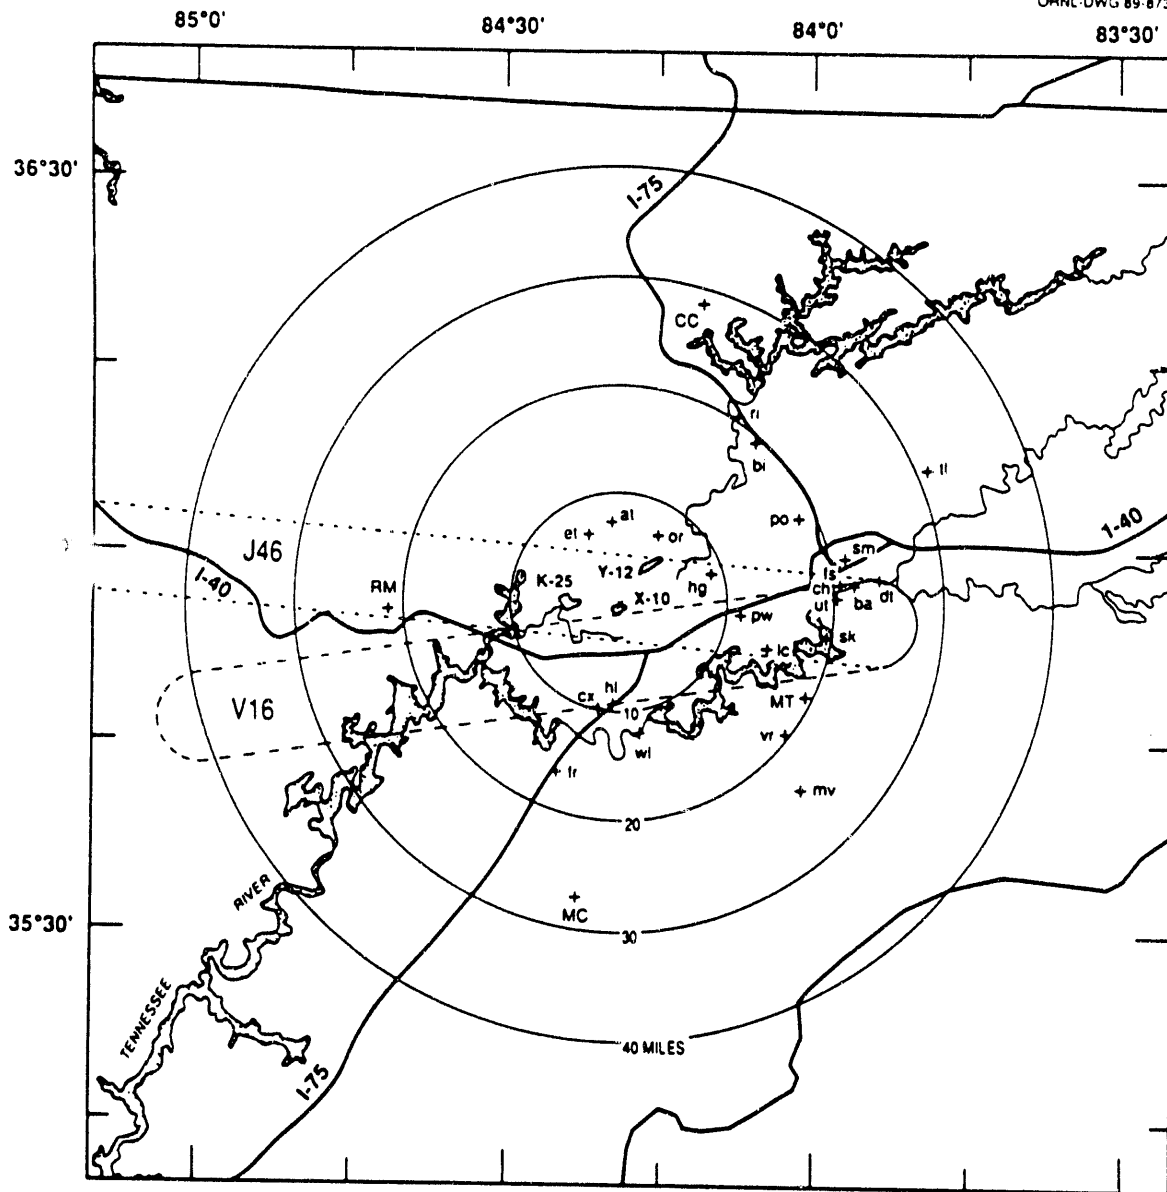 ORNL-DWG 89-873
85°0'
84°30'
84°0'
83°30'
36°30'
I-75
CC
fi
bi
ll
al
et
or
po
J46
I-40
sm
I-40
Y-12
K-25
RM
X-10
hg
fs
ch
ut
ba
dt
pw
sk
lc
V16
cx
hl
10
MT
wl
vr
fr
mv
20
RIVER
MC
35°30'
30
TENNESSEE
40 MILES
I-75